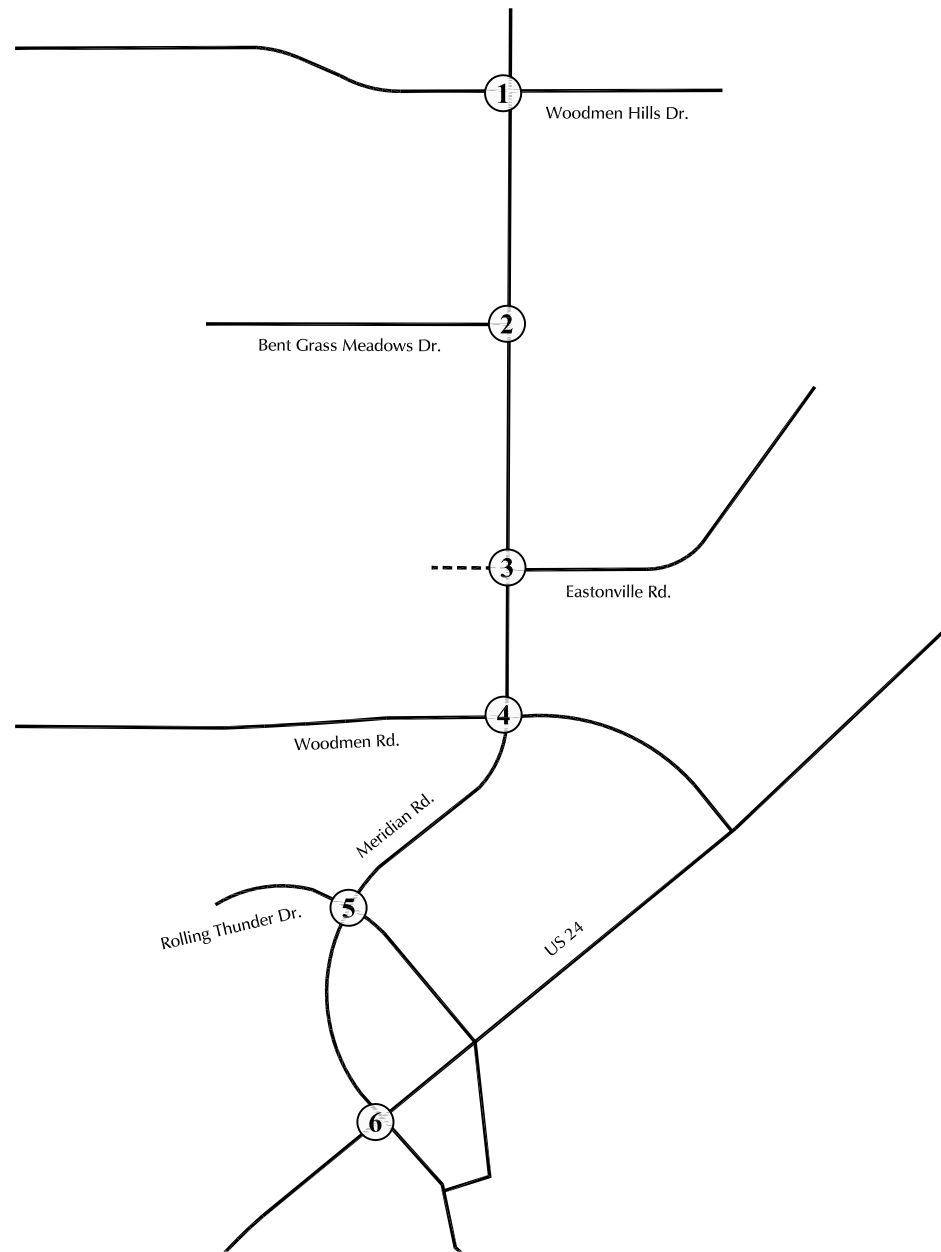 1
Woodmen Hills Dr.
2
Bent Grass Meadows Dr.
3
Eastonville Rd.
4
Woodmen Rd.
Meridian Rd.
5
Rolling Thunder Dr.
US 24
6